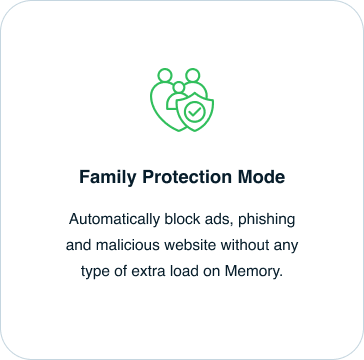 Family Protection Mode
Automatically block ads, phishing
and malicious website without any
type of extra load on Memory.